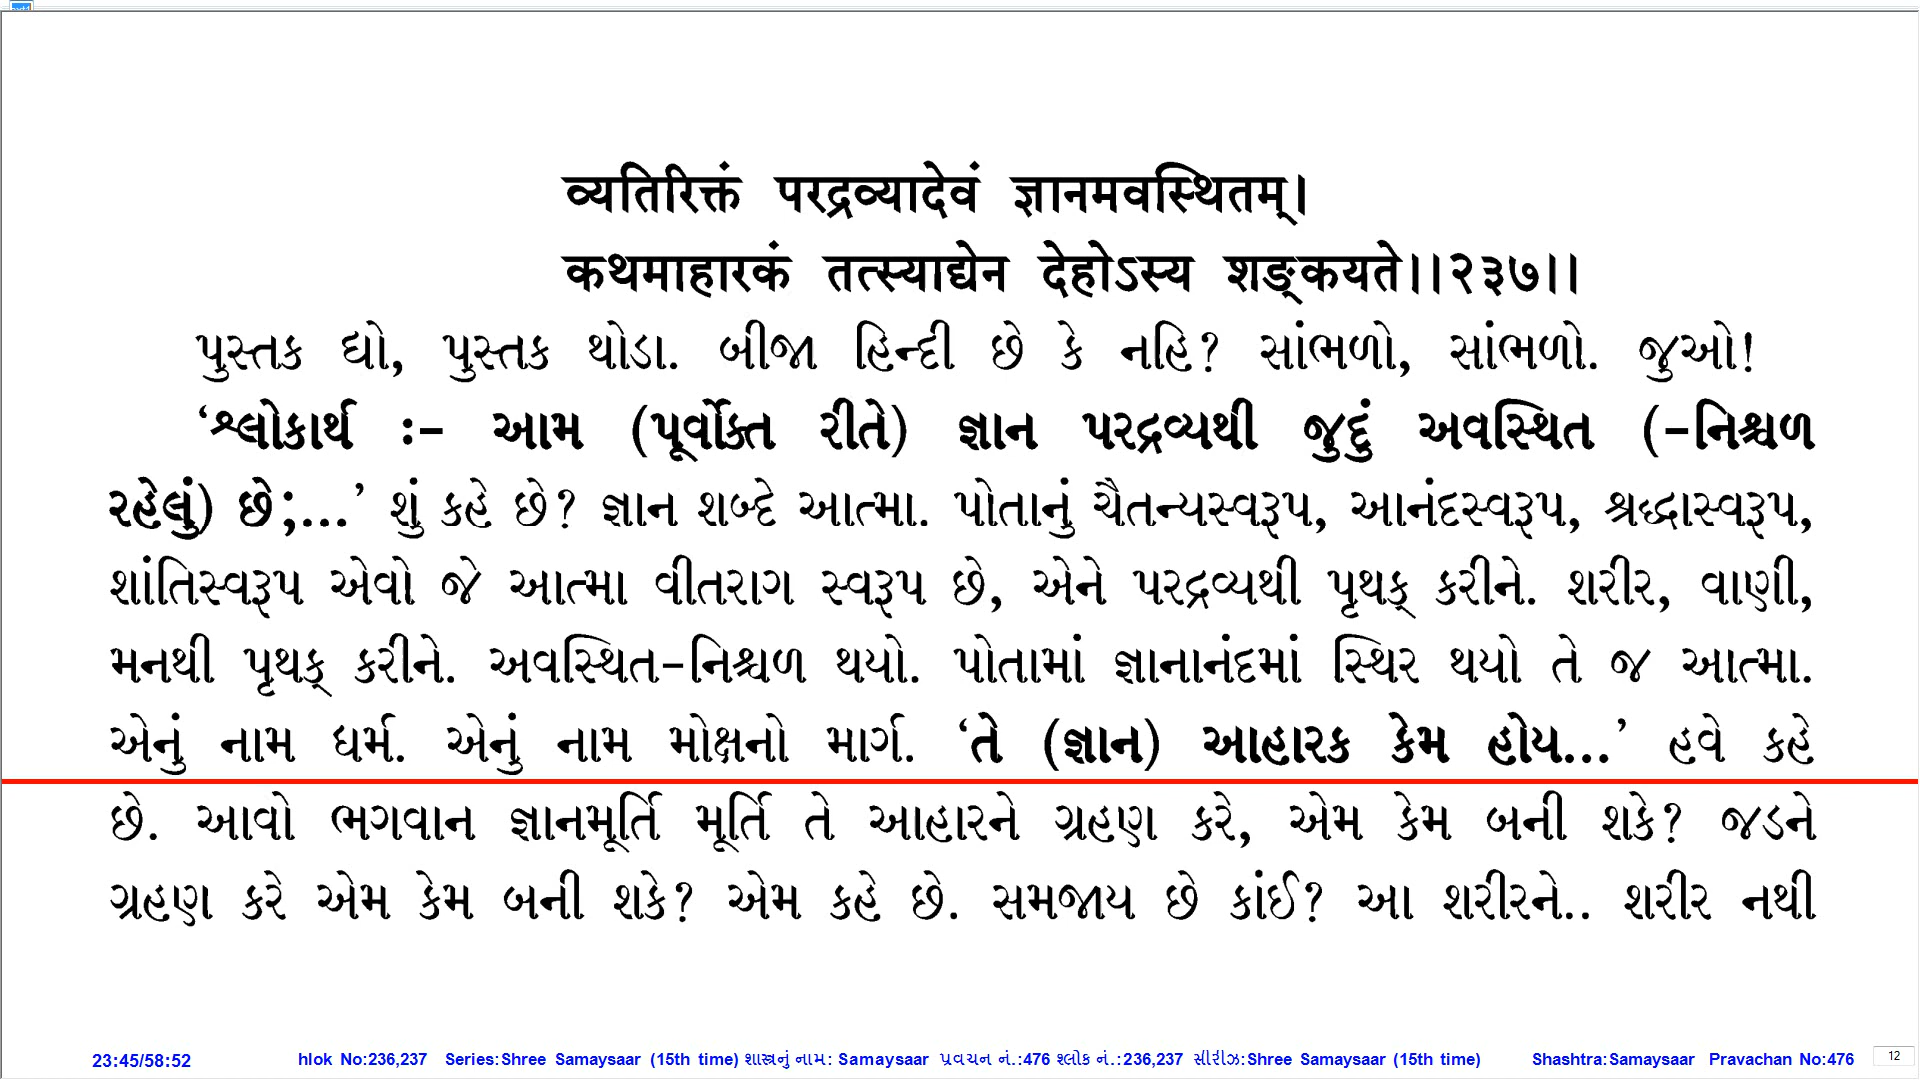 व्यतिरिक्तं परद्रव्यादेवं ज्ञानमवस्थितम्।
कथमाहारकं तत्स्याद्येन देहोऽस्य शङ्कयते।।२३७।।
પુસ્તક દ્યો, પુસ્તક થોડા. બીજા હિન્દી છે કે નહિ? સાંભળો, સાંભળો. જુઓ!
‘શ્લોકાર્થ :- આમ (પૂર્વોક્ત રીતે) જ્ઞાન પરદ્રવ્યથી જુદું અવસ્થિત (-નિશ્ચળ
રહેલું) છે;...’ શું કહે છે? જ્ઞાન શબ્દે આત્મા. પોતાનું ચૈતન્યસ્વરૂપ, આનંદસ્વરૂપ, શ્રદ્ધાસ્વરૂપ,
શાંતિસ્વરૂપ એવો જે આત્મા વીતરાગ સ્વરૂપ છે, એને પરદ્રવ્યથી પૃથક્ કરીને. શરીર, વાણી,
મનથી પૃથક્ કરીને. અવસ્થિત-નિશ્ચળ થયો. પોતામાં જ્ઞાનાનંદમાં સ્થિર થયો તે જ આત્મા.
એનું નામ ધર્મ. એનું નામ મોક્ષનો માર્ગ. ‘તે (જ્ઞાન) આહારક કેમ હોય...’ હવે કહે
છે. આવો ભગવાન જ્ઞાનમૂર્તિ મૂર્તિ તે આહારને ગ્રહણ કરે, એમ કેમ બની શકે? જડને
ગ્રહણ કરે એમ કેમ બની શકે? એમ કહે છે. સમજાય છે કાંઈ? આ શરીરને.. શરીર નથી
23:45/58:52 hlok No:236,237 Series:Shree Samaysaar (15th time) શાસ્ત્રનું નામ: Samaysaar પ્રવચન નં.:476 શ્લોક નં.:236,237 સીરીઝ:Shree Samaysaar (15th time) Shashtra:Samaysaar Pravachan No:476 12